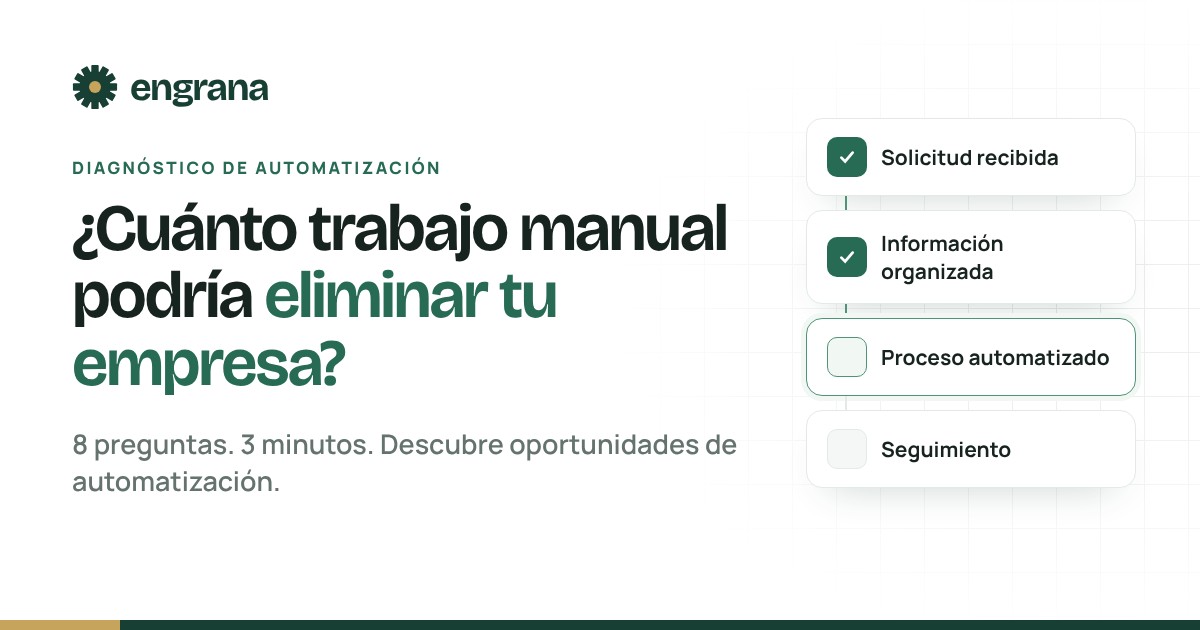 engrana
DIAGNÓSTICO DE AUTOMATIZACIÓN
¿Cuánto trabajo manual
podría eliminar tu
empresa?
8 preguntas. 3 minutos. Descubre oportunidades de
automatización.
Solicitud recibida
Información
organizada
Proceso automatizado
Seguimiento